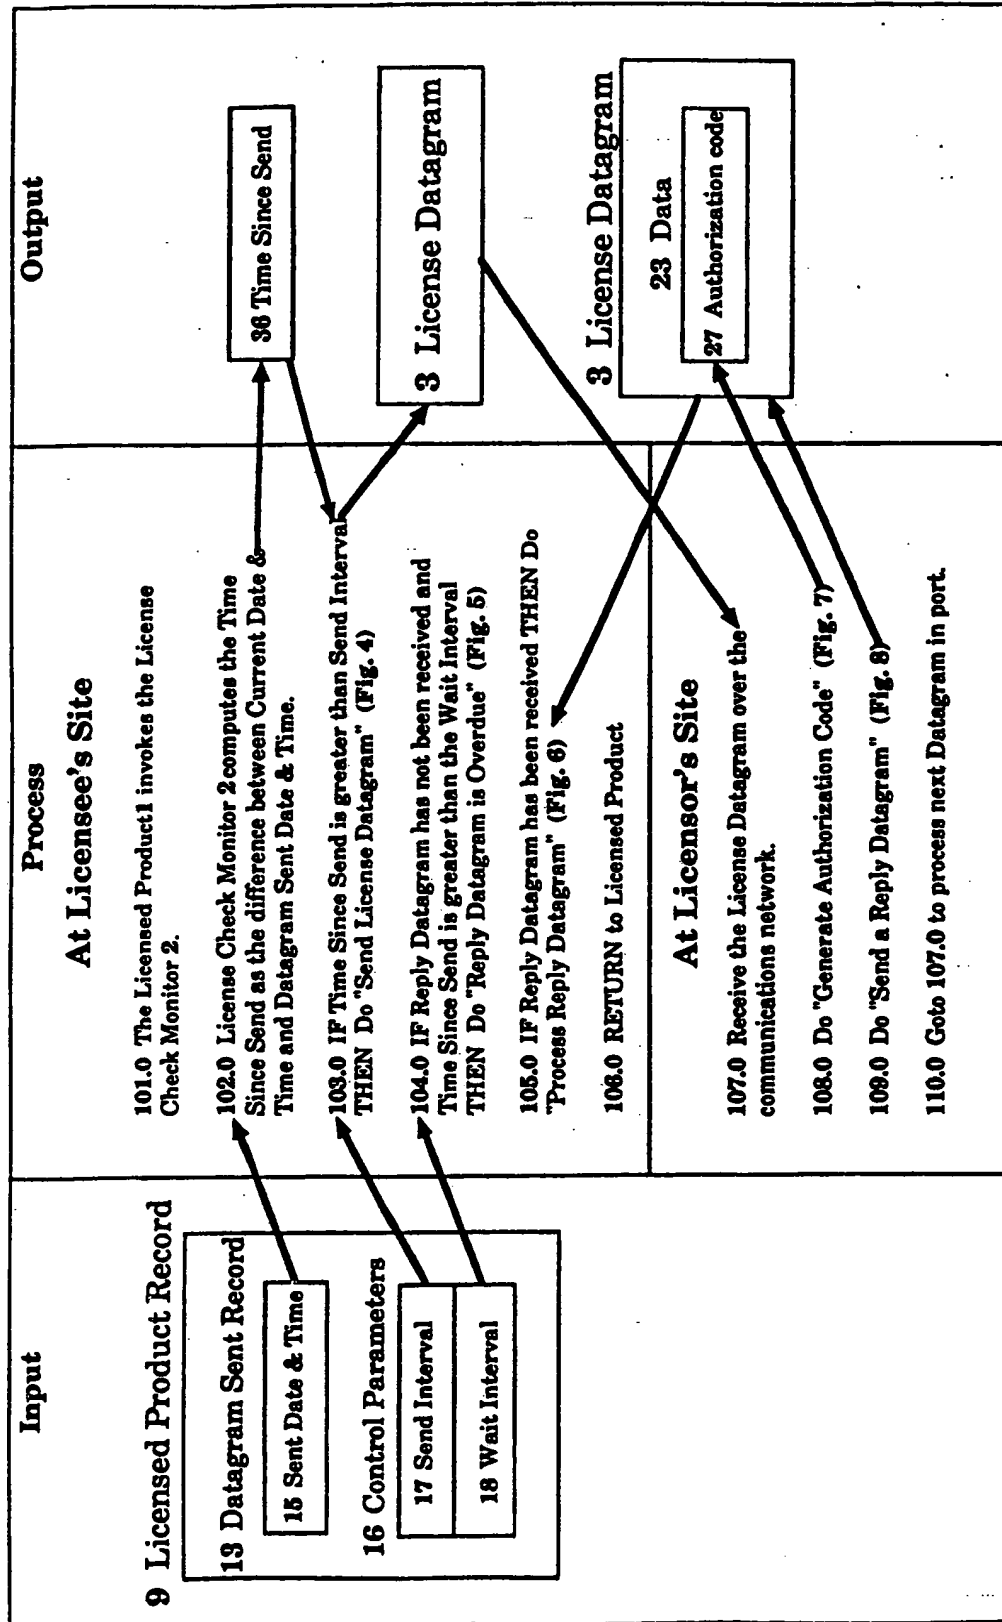 Input
Process
Output
9 Licensed Product Record
13 Datagram Sent Record
15 Sent Date & Time
16 Control Parameters
17 Send Interval
18 Wait Interval
At Licensee's Site
101.0 The Licensed Product1 invokes the License
Check Monitor 2.
102.0 License Check Monitor 2 computes the Time
Since Send as the difference between Current Date &
Time and Datagram Sent Date & Time.
103.0 IF Time Since Send is greater than Send Interval
THEN Do "Send License Datagram" (Fig. 4)
104.0 IF Reply Datagram has not been received and
Time Since Send is greater than the Wait Interval
THEN Do "Reply Datagram is Overdue" (Fig. 5)
105.0 IF Reply Datagram has been received THEN Do
"Process Reply Datagram" (Fig. 6)
106.0 RETURN to Licensed Product
At Licensor's Site
107.0 Receive the License Datagram over the
communications network.
108.0 Do "Generate Authorization Code" (Fig. 7)
109.0 Do "Send a Reply Datagram" (Fig. 8)
110.0 Goto 107.0 to process next Datagram in port.
36 Time Since Send
3 License Datagram
3 License Datagram
23 Data
27 Authorization code